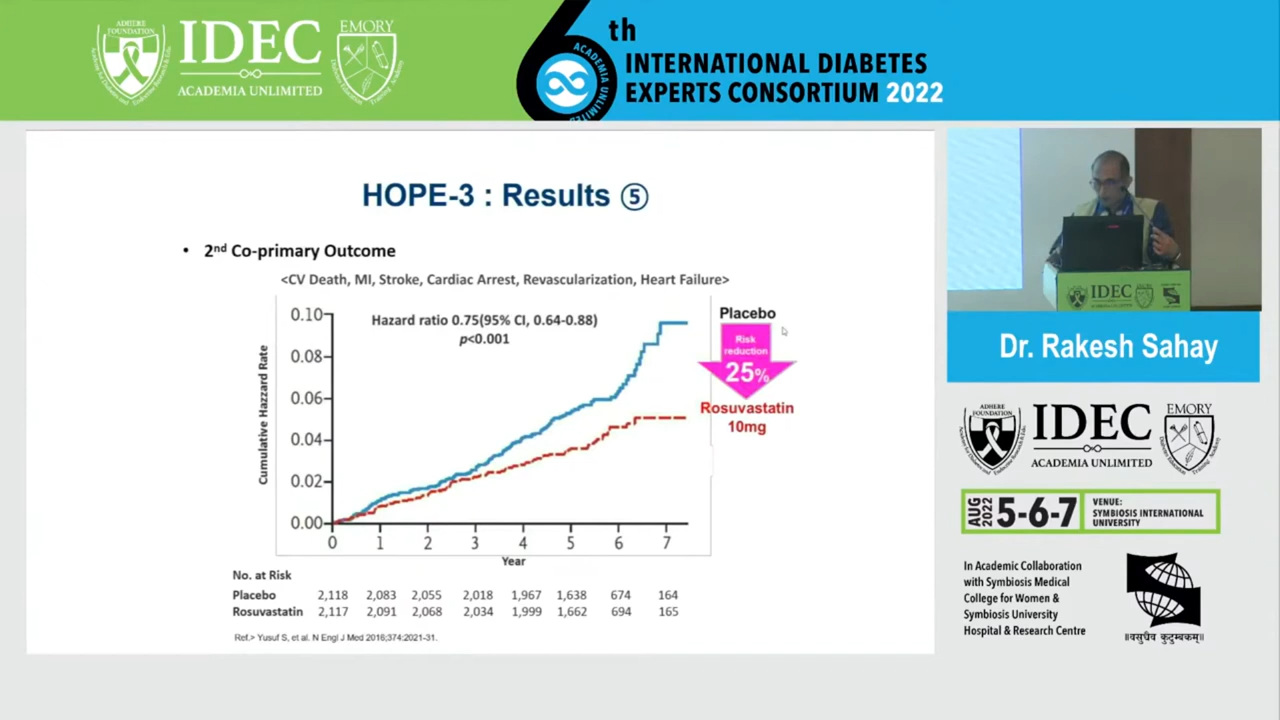 ADHERE
FOUNDATION
IDEC
ACADEMIA UNLIMITED
EMORY
6th
ACADEMIA UNLIMITED
INTERNATIONAL DIABETES
EXPERTS CONSORTIUM 2022
HOPE-3 : Results ⑤
• 2nd Co-primary Outcome
<CV Death, MI, Stroke, Cardiac Arrest, Revascularization, Heart Failure>
Hazard ratio 0.75(95% CI, 0.64-0.88)
p<0.001
Cumulative Hazzard Rate
0.10
0.08
0.06
0.04
0.02
0.00
0 1 2 3 4 5 6 7
Year
Placebo
Risk
reduction
25%
Rosuvastatin
10mg
No. at Risk
Placebo 2,118 2,083 2,055 2,018 1,967 1,638 674 164
Rosuvastatin 2,117 2,091 2,068 2,034 1,999 1,662 694 165
Ref.> Yusuf S, et al. N Engl J Med 2016;374:2021-31.
IDEC
Dr. Rakesh Sahay
ADHERE
FOUNDATION
IDEC
ACADEMIA UNLIMITED
EMORY
AUG
2022
5-6-7
VENUE:
SYMBIOSIS INTERNATIONAL
UNIVERSITY
In Academic Collaboration
with Symbiosis Medical
College for Women &
Symbiosis University
Hospital & Research Centre
॥वसुधैव कुटुम्बकम्॥